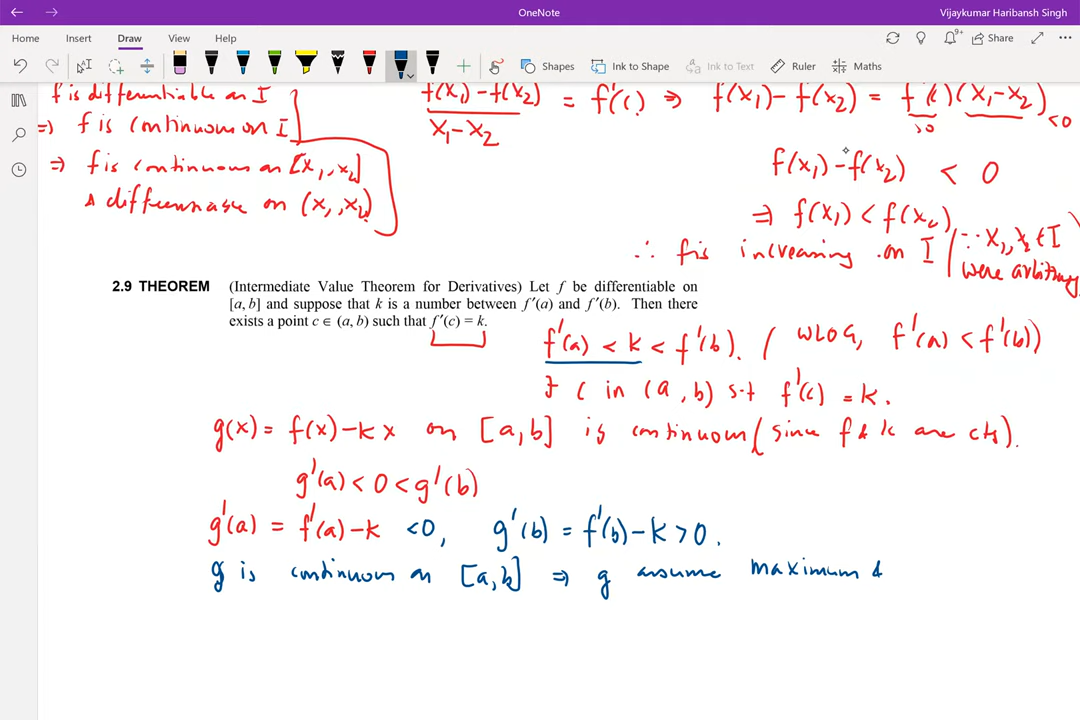 OneNote
Vijaykumar Haribansh Singh
Home Insert Draw View Help
9+ Share
Shapes Ink to Shape Ink to Text Ruler Maths
f is differentiable on I
⇒ f is continuous on I
⇒ f is continuous on [x₁, x₂]
& differentiable on (x₁, x₂)
f(x₁) - f(x₂) / x₁ - x₂ = f'(c) ⇒ f(x₁) - f(x₂) = f'(c) (x₁ - x₂)
>0 <0
f(x₁) - f(x₂) < 0
⇒ f(x₁) < f(x₂)
∴ f is increasing on I (∵ x₁, x₂ ∈ I
were arbitrary)
2.9 THEOREM (Intermediate Value Theorem for Derivatives) Let f be differentiable on
[a, b] and suppose that k is a number between f′(a) and f′(b). Then there
exists a point c ∈ (a, b) such that f′(c) = k.
f'(a) < k < f'(b). (WLOG, f'(a) < f'(b))
∃ c in (a, b) s.t f'(c) = k.
g(x) = f(x) - kx on [a, b] is continuous (since f & k are cts).
g'(a) < 0 < g'(b)
g'(a) = f'(a) - k < 0, g'(b) = f'(b) - k > 0.
g is continuous on [a, b] ⇒ g assume maximum &